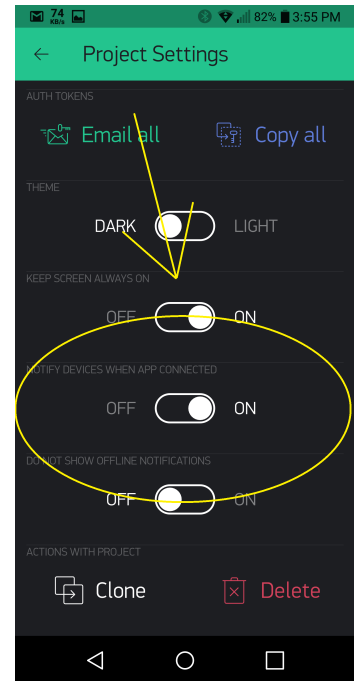 74
KB/s
82% 3:55 PM
Project Settings
AUTH TOKENS
Email all Copy all
THEME
DARK LIGHT
KEEP SCREEN ALWAYS ON
OFF ON
NOTIFY DEVICES WHEN APP CONNECTED
OFF ON
DO NOT SHOW OFFLINE NOTIFICATIONS
OFF ON
ACTIONS WITH PROJECT
Clone Delete